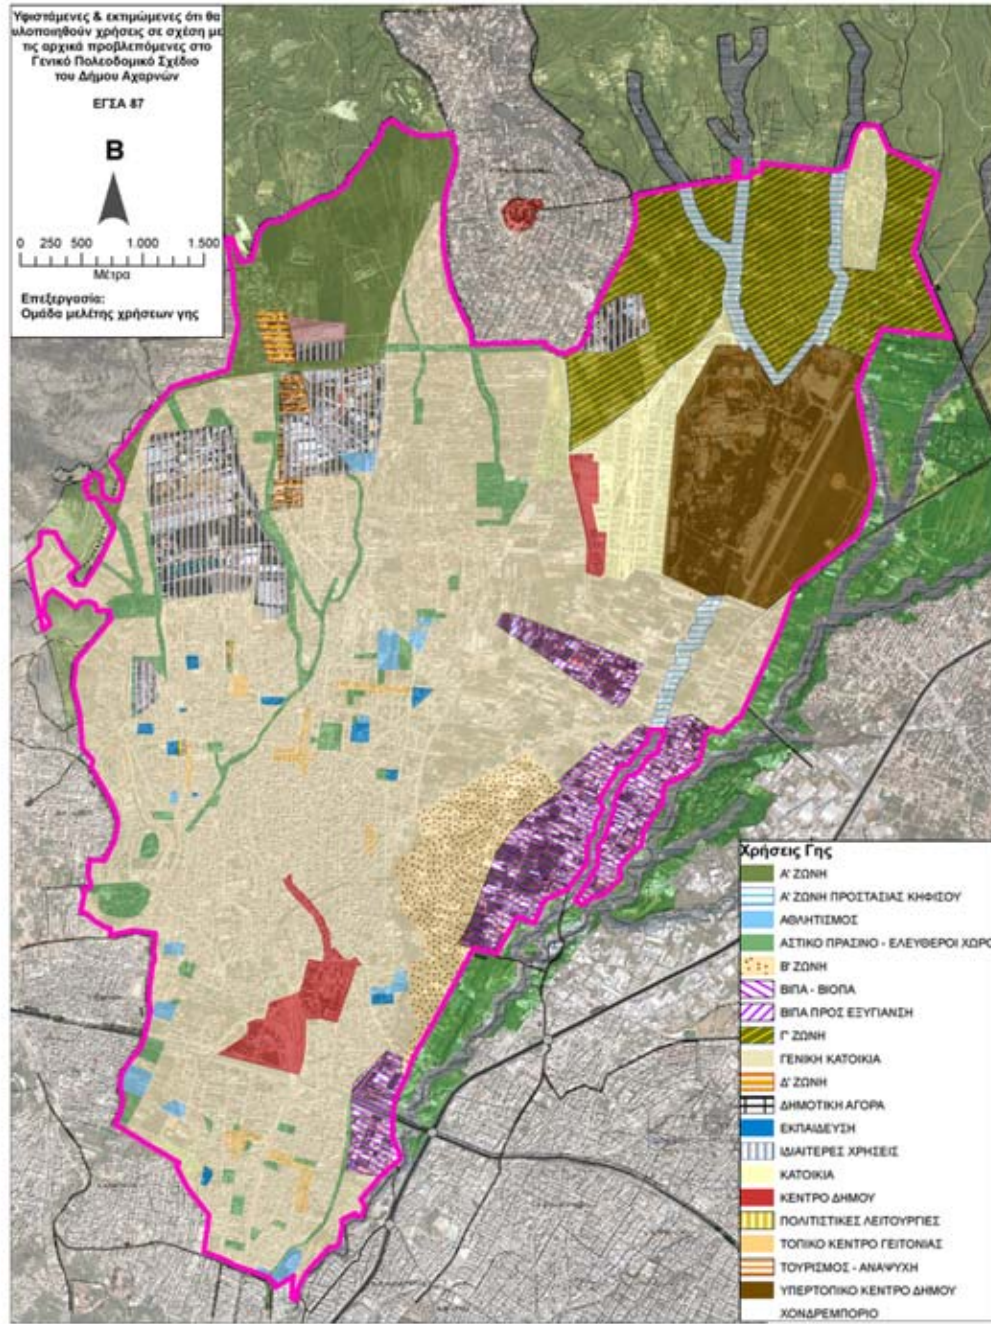 Υφιστάμενες & εκτιμώμενες ότι θα
υλοποιηθούν χρήσεις σε σχέση με
τις αρχικά προβλεπόμενες στο
Γενικό Πολεοδομικό Σχέδιο
του Δήμου Αχαρνών
ΕΓΣΑ 87
Β
0 250 500 1.000 1.500
Μέτρα
Επεξεργασία:
Ομάδα μελέτης χρήσεων γης
Χρήσεις Γης
Α' ΖΩΝΗ
Α' ΖΩΝΗ ΠΡΟΣΤΑΣΙΑΣ ΚΗΦΙΣΟΥ
ΑΘΛΗΤΙΣΜΟΣ
ΑΣΤΙΚΟ ΠΡΑΣΙΝΟ - ΕΛΕΥΘΕΡΟΙ ΧΩΡΟ
Β' ΖΩΝΗ
ΒΙΠΑ - ΒΙΟΠΑ
ΒΙΠΑ ΠΡΟΣ ΕΞΥΓΙΑΝΣΗ
Γ' ΖΩΝΗ
ΓΕΝΙΚΗ ΚΑΤΟΙΚΙΑ
Δ' ΖΩΝΗ
ΔΗΜΟΤΙΚΗ ΑΓΟΡΑ
ΕΚΠΑΙΔΕΥΣΗ
ΙΔΙΑΙΤΕΡΕΣ ΧΡΗΣΕΙΣ
ΚΑΤΟΙΚΙΑ
ΚΕΝΤΡΟ ΔΗΜΟΥ
ΠΟΛΙΤΙΣΤΙΚΕΣ ΛΕΙΤΟΥΡΓΙΕΣ
ΤΟΠΙΚΟ ΚΕΝΤΡΟ ΓΕΙΤΟΝΙΑΣ
ΤΟΥΡΙΣΜΟΣ - ΑΝΑΨΥΧΗ
ΥΠΕΡΤΟΠΙΚΟ ΚΕΝΤΡΟ ΔΗΜΟΥ
ΧΟΝΔΡΕΜΠΟΡΙΟ